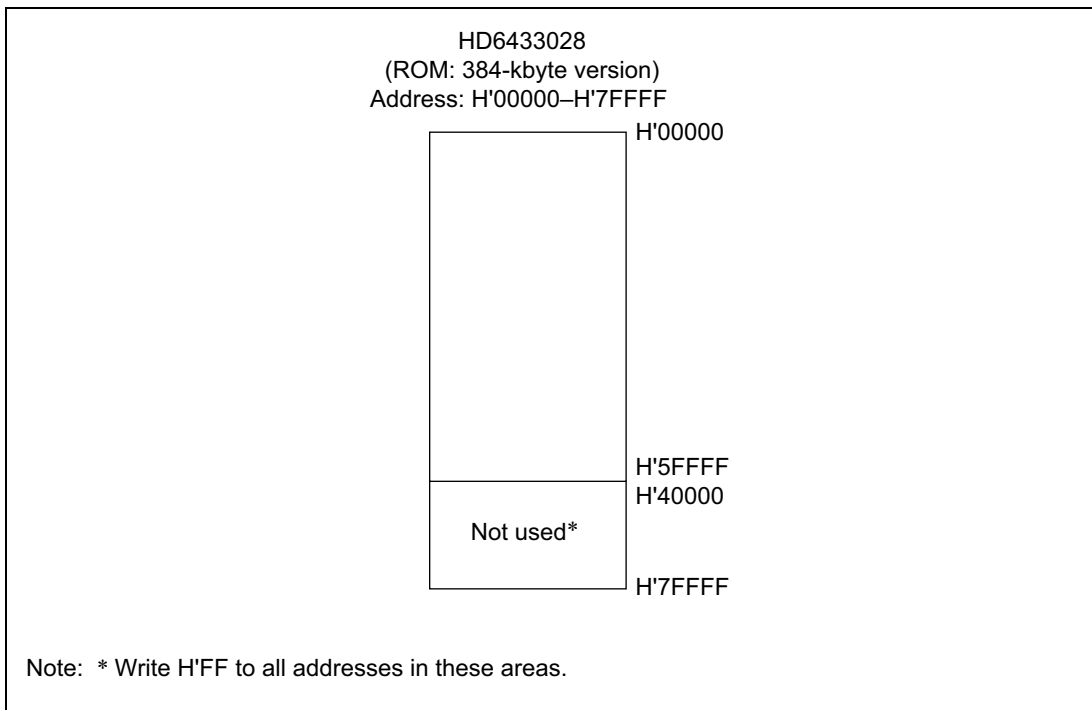 HD6433028
(ROM: 384-kbyte version)
Address: H'00000–H'7FFFF
H'00000
H'5FFFF
H'40000
Not used*
H'7FFFF
Note: * Write H'FF to all addresses in these areas.